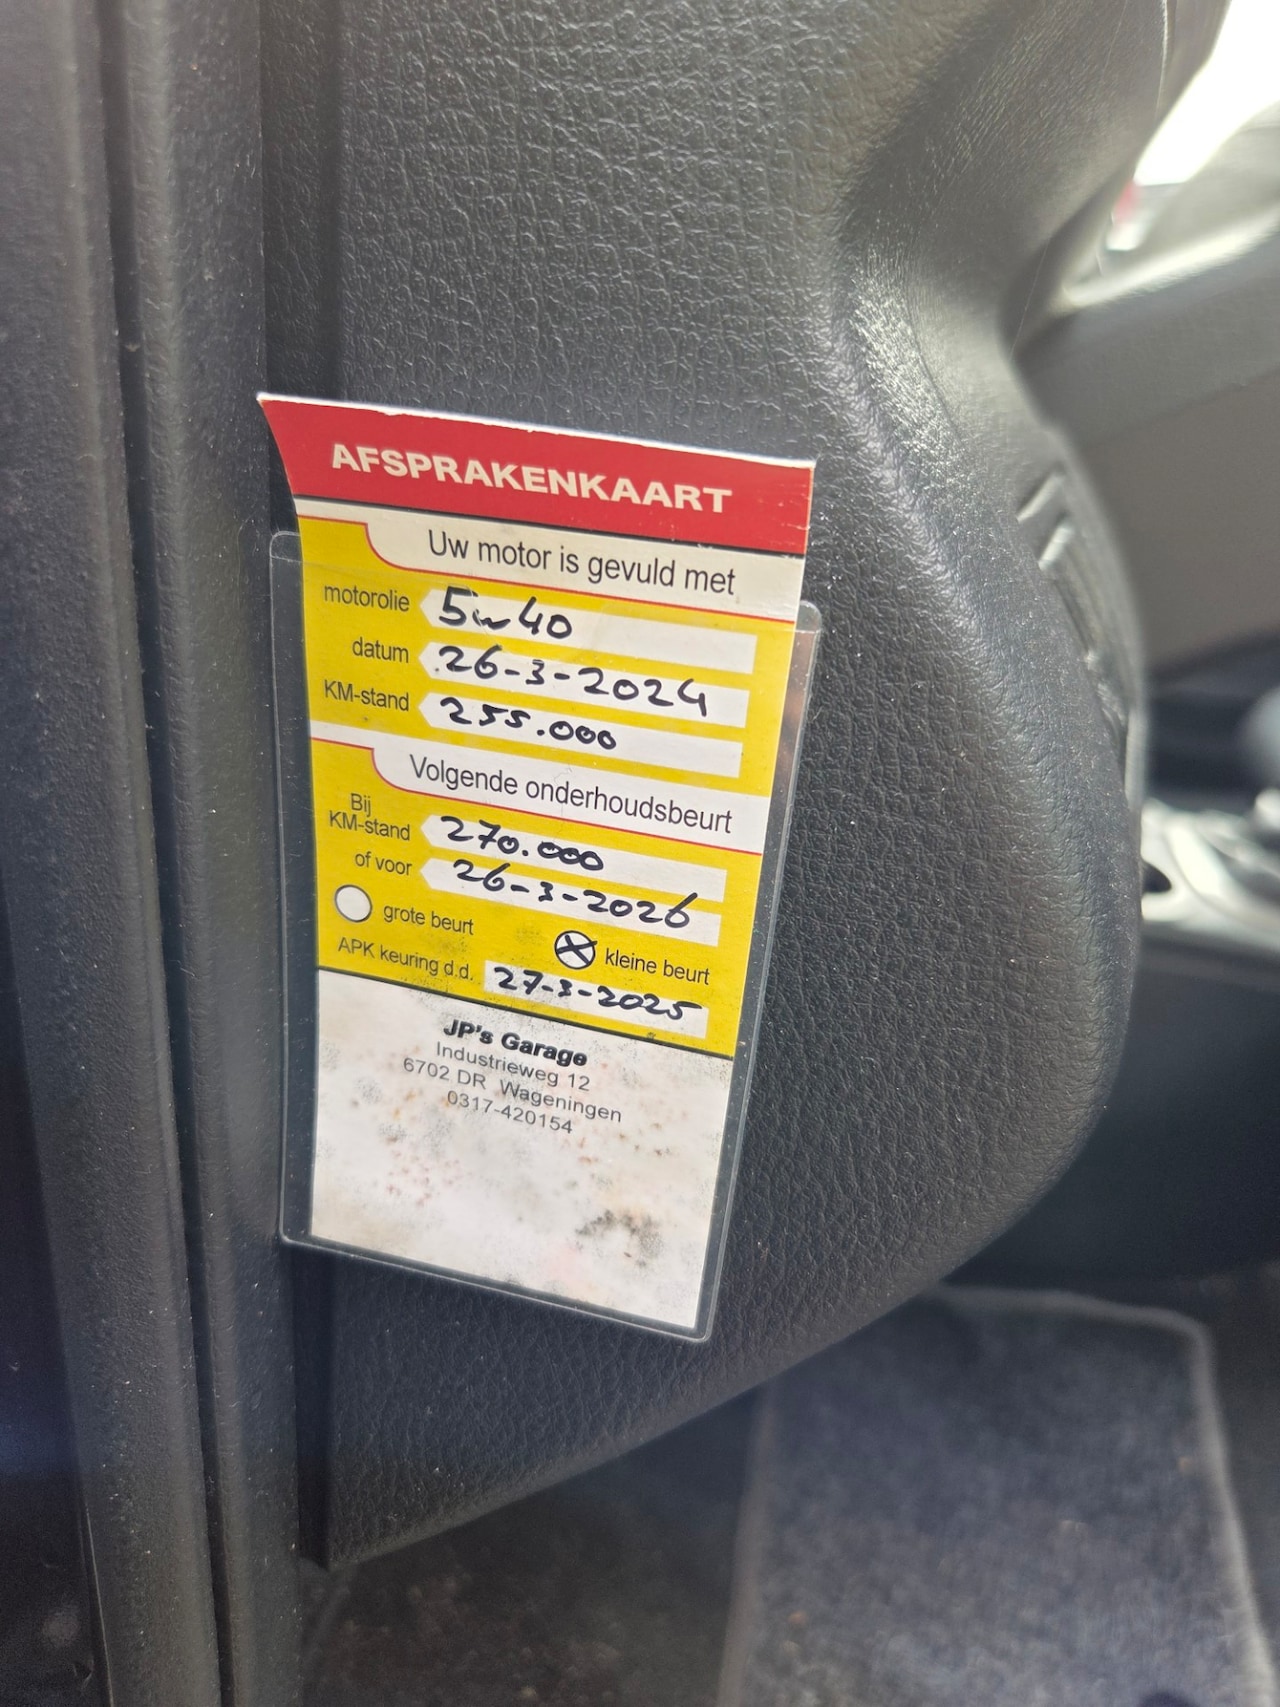 AFSPRAKENKAART
Uw motor is gevuld met
motorolie 5w40
datum 26-3-2024
KM-stand 255.000
Volgende onderhoudsbeurt
Bij
KM-stand 270.000
of voor 26-3-2026
grote beurt
kleine beurt
APK keuring d.d. 27-3-2025
JP's Garage
Industrieweg 12
6702 DR Wageningen
0317-420154